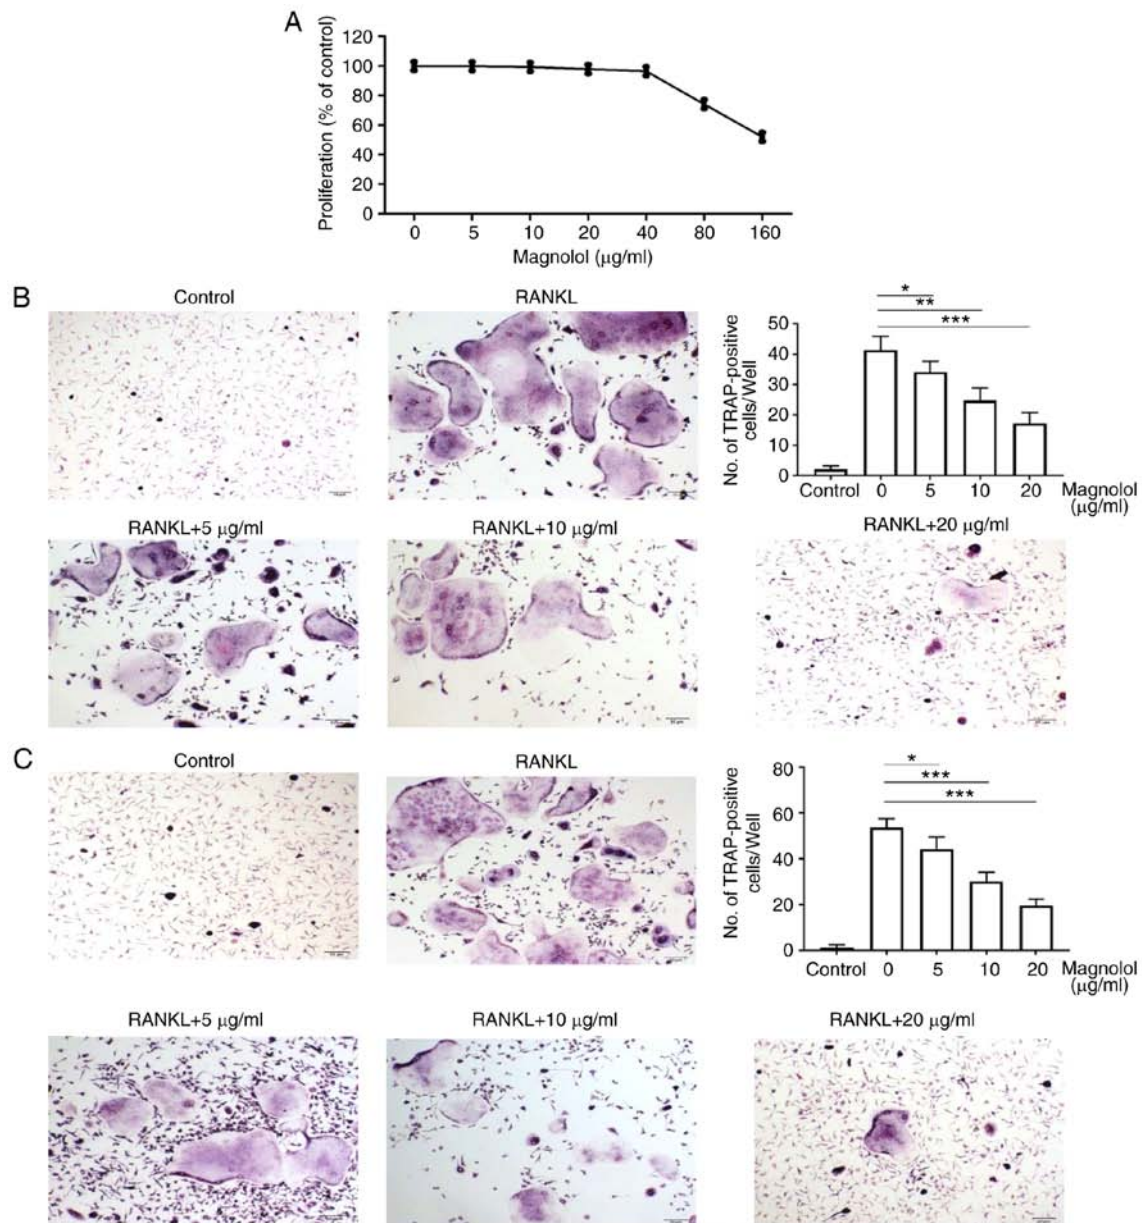 A
120
100
80
60
40
20
0
Proliferation (% of control)
0 5 10 20 40 80 160
Magnolol (μg/ml)
B
Control
RANKL
*
**
***
50
40
30
20
10
0
No. of TRAP-positive
cells/Well
Control 0 5 10 20 Magnolol
(μg/ml)
RANKL+5 μg/ml
RANKL+10 μg/ml
RANKL+20 μg/ml
C
Control
RANKL
*
***
***
80
60
40
20
0
No. of TRAP-positive
cells/Well
Control 0 5 10 20 Magnolol
(μg/ml)
RANKL+5 μg/ml
RANKL+10 μg/ml
RANKL+20 μg/ml